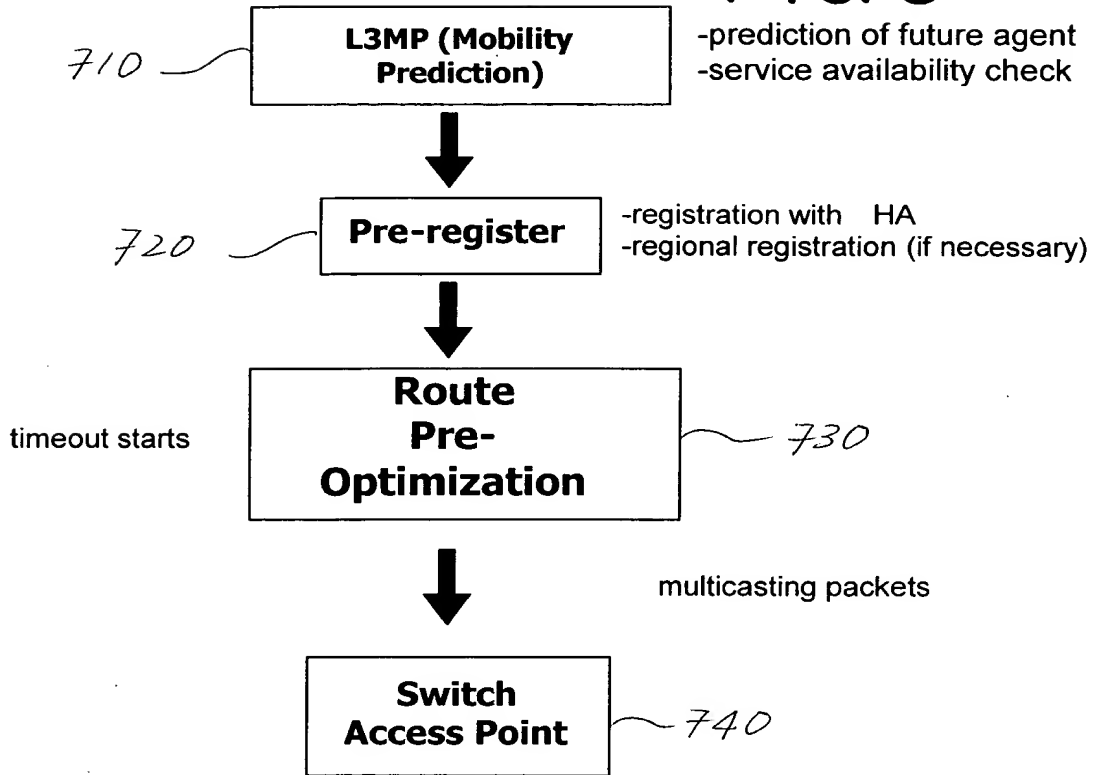 L3MP (Mobility
Prediction)
-prediction of future agent
-service availability check
710
Pre-register
-registration with HA
-regional registration (if necessary)
720
Route
Pre-
Optimization
timeout starts
730
multicasting packets
Switch
Access Point
740